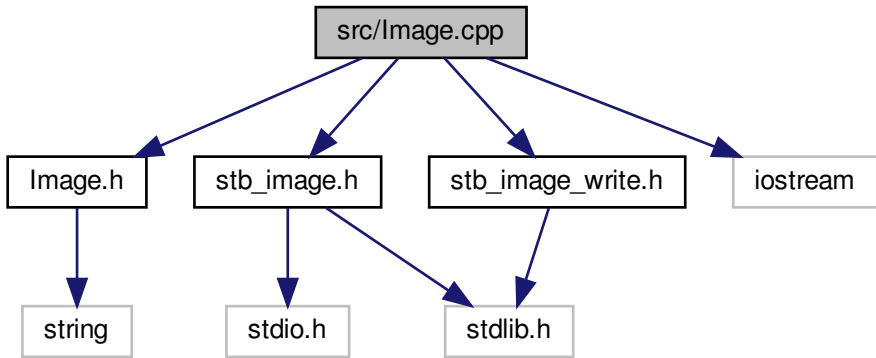 src/Image.cpp
Image.h
stb_image.h
stb_image_write.h
iostream
string
stdio.h
stdlib.h